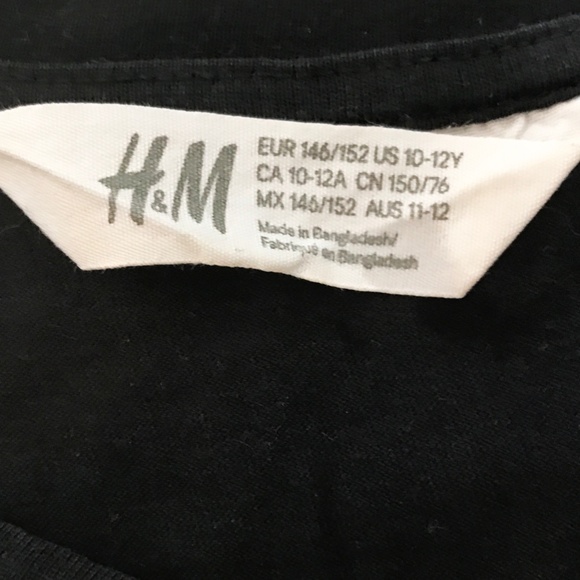 H&M
EUR 146/152 US 10-12Y
CA 10-12A CN 150/76
MX 146/152 AUS 11-12
Made in Bangladesh/
Fabriqué en Bangladesh